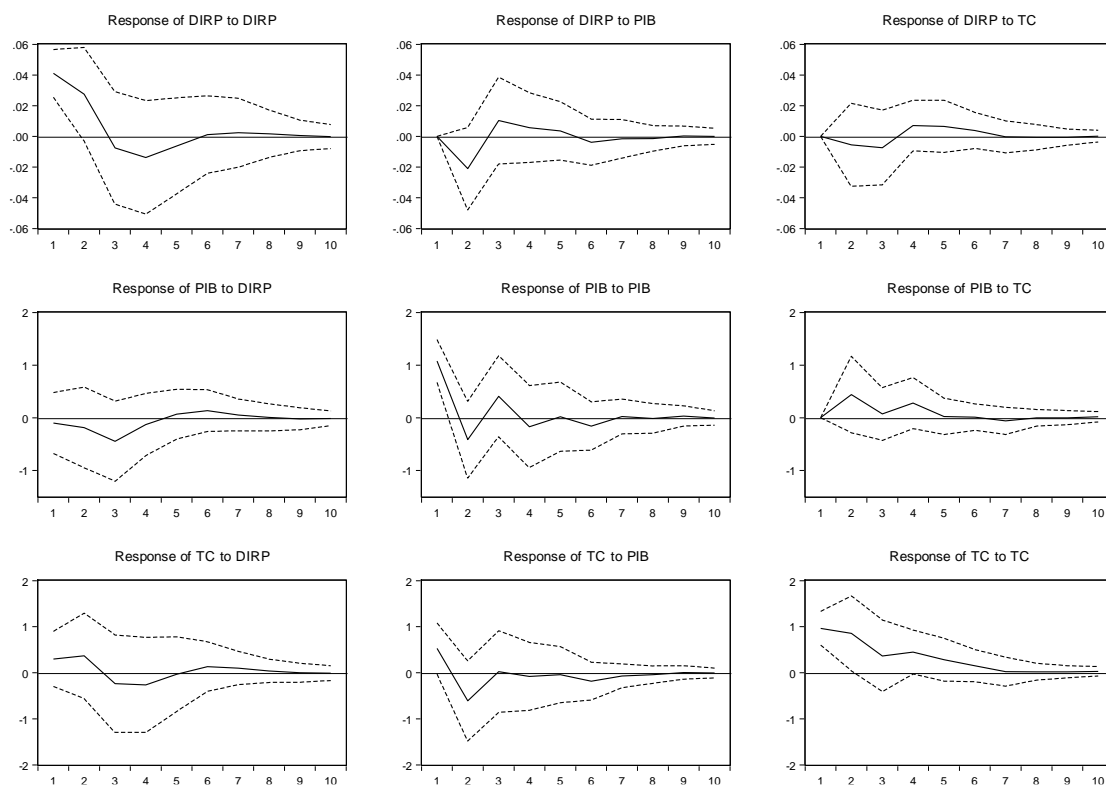 Response of DIRP to DIRP
.06
.04
.02
.00
-.02
-.04
-.06
1 2 3 4 5 6 7 8 9 10
Response of DIRP to PIB
.06
.04
.02
.00
-.02
-.04
-.06
1 2 3 4 5 6 7 8 9 10
Response of DIRP to TC
.06
.04
.02
.00
-.02
-.04
-.06
1 2 3 4 5 6 7 8 9 10
Response of PIB to DIRP
2
1
0
-1
1 2 3 4 5 6 7 8 9 10
Response of PIB to PIB
2
1
0
-1
1 2 3 4 5 6 7 8 9 10
Response of PIB to TC
2
1
0
-1
1 2 3 4 5 6 7 8 9 10
Response of TC to DIRP
2
1
0
-1
-2
1 2 3 4 5 6 7 8 9 10
Response of TC to PIB
2
1
0
-1
-2
1 2 3 4 5 6 7 8 9 10
Response of TC to TC
2
1
0
-1
-2
1 2 3 4 5 6 7 8 9 10